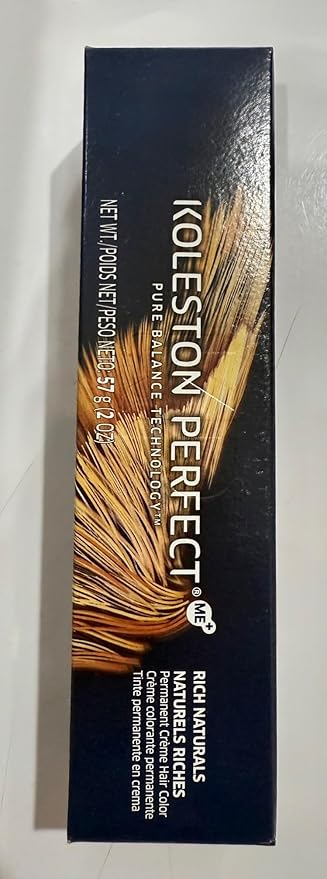 KOLESTON PERFECT® ME+
PURE BALANCE TECHNOLOGY™
NET WT./POIDS NET/PESO NETO: 57 g (2 OZ)
RICH NATURALS
NATURELS RICHES
Permanent Crème Hair Color
Crème colorante permanente
Tinte permanente en crema